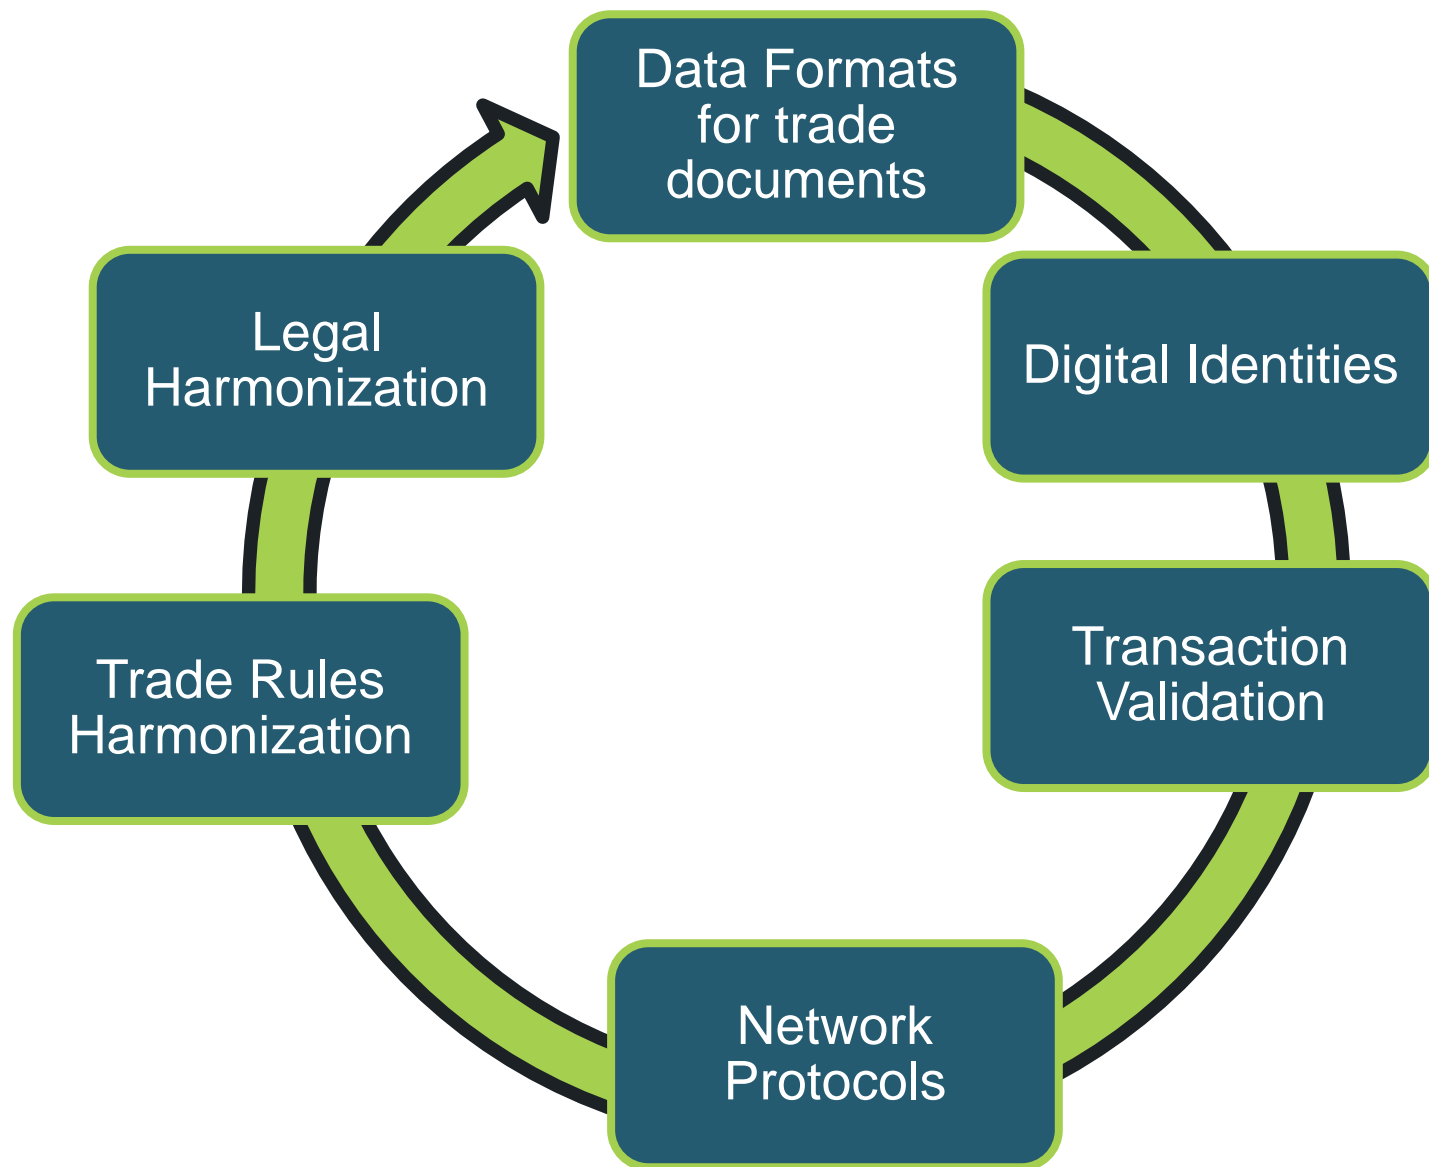 Data Formats
for trade
documents
Digital Identities
Transaction
Validation
Network
Protocols
Trade Rules
Harmonization
Legal
Harmonization